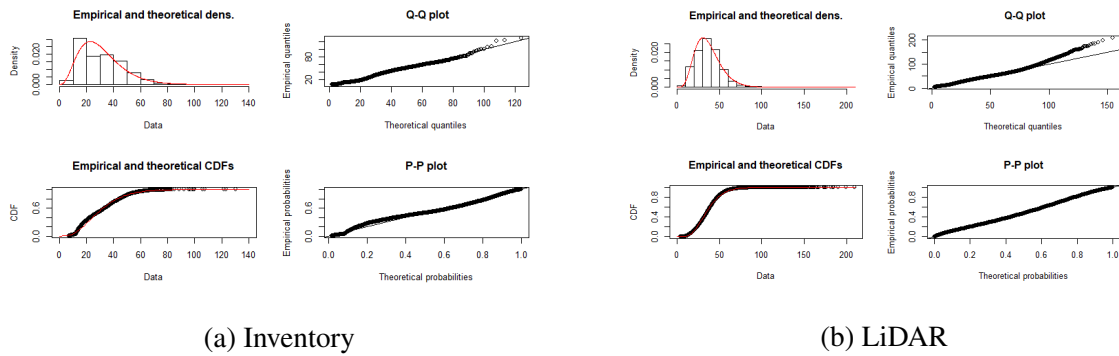 Empirical and theoretical dens.
Density
0.000 0.020
0 20 40 60 80 100 120 140
Data
Q-Q plot
Empirical quantiles
20 80
0 20 40 60 80 100 120
Theoretical quantiles
Empirical and theoretical CDFs
CDF
0.0 0.6
0 20 40 60 80 100 120 140
Data
P-P plot
Empirical probabilities
0.0 0.6
0.0 0.2 0.4 0.6 0.8 1.0
Theoretical probabilities
(a) Inventory
Empirical and theoretical dens.
Density
0.000 0.020
0 50 100 150 200
Data
Q-Q plot
Empirical quantiles
0 100 200
0 50 100 150
Theoretical quantiles
Empirical and theoretical CDFs
CDF
0.0 0.4 0.8
0 50 100 150 200
Data
P-P plot
Empirical probabilities
0.0 0.4 0.8
0.0 0.2 0.4 0.6 0.8 1.0
Theoretical probabilities
(b) LiDAR